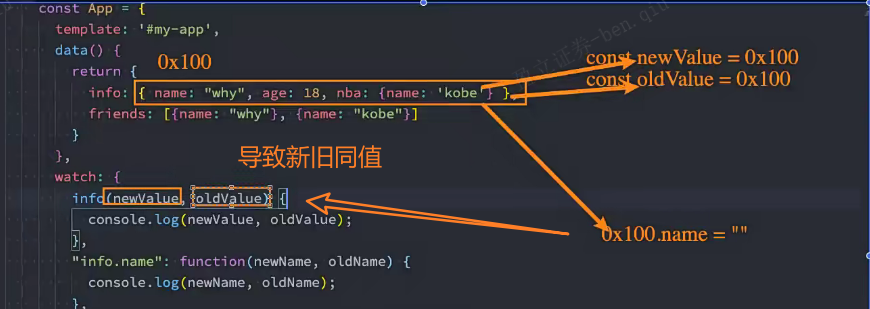 const App = {
template: '#my-app',
data() {
0x100
return {
const newValue = 0x100
const oldValue = 0x100
info: { name: "why", age: 18, nba: {name: 'kobe'} },
friends: [{name: "why"}, {name: "kobe"}]
}
},
导致新旧同值
watch: {
info(newValue, oldValue) {
console.log(newValue, oldValue);
},
0x100.name = ""
"info.name": function(newName, oldName) {
console.log(newName, oldName);
},